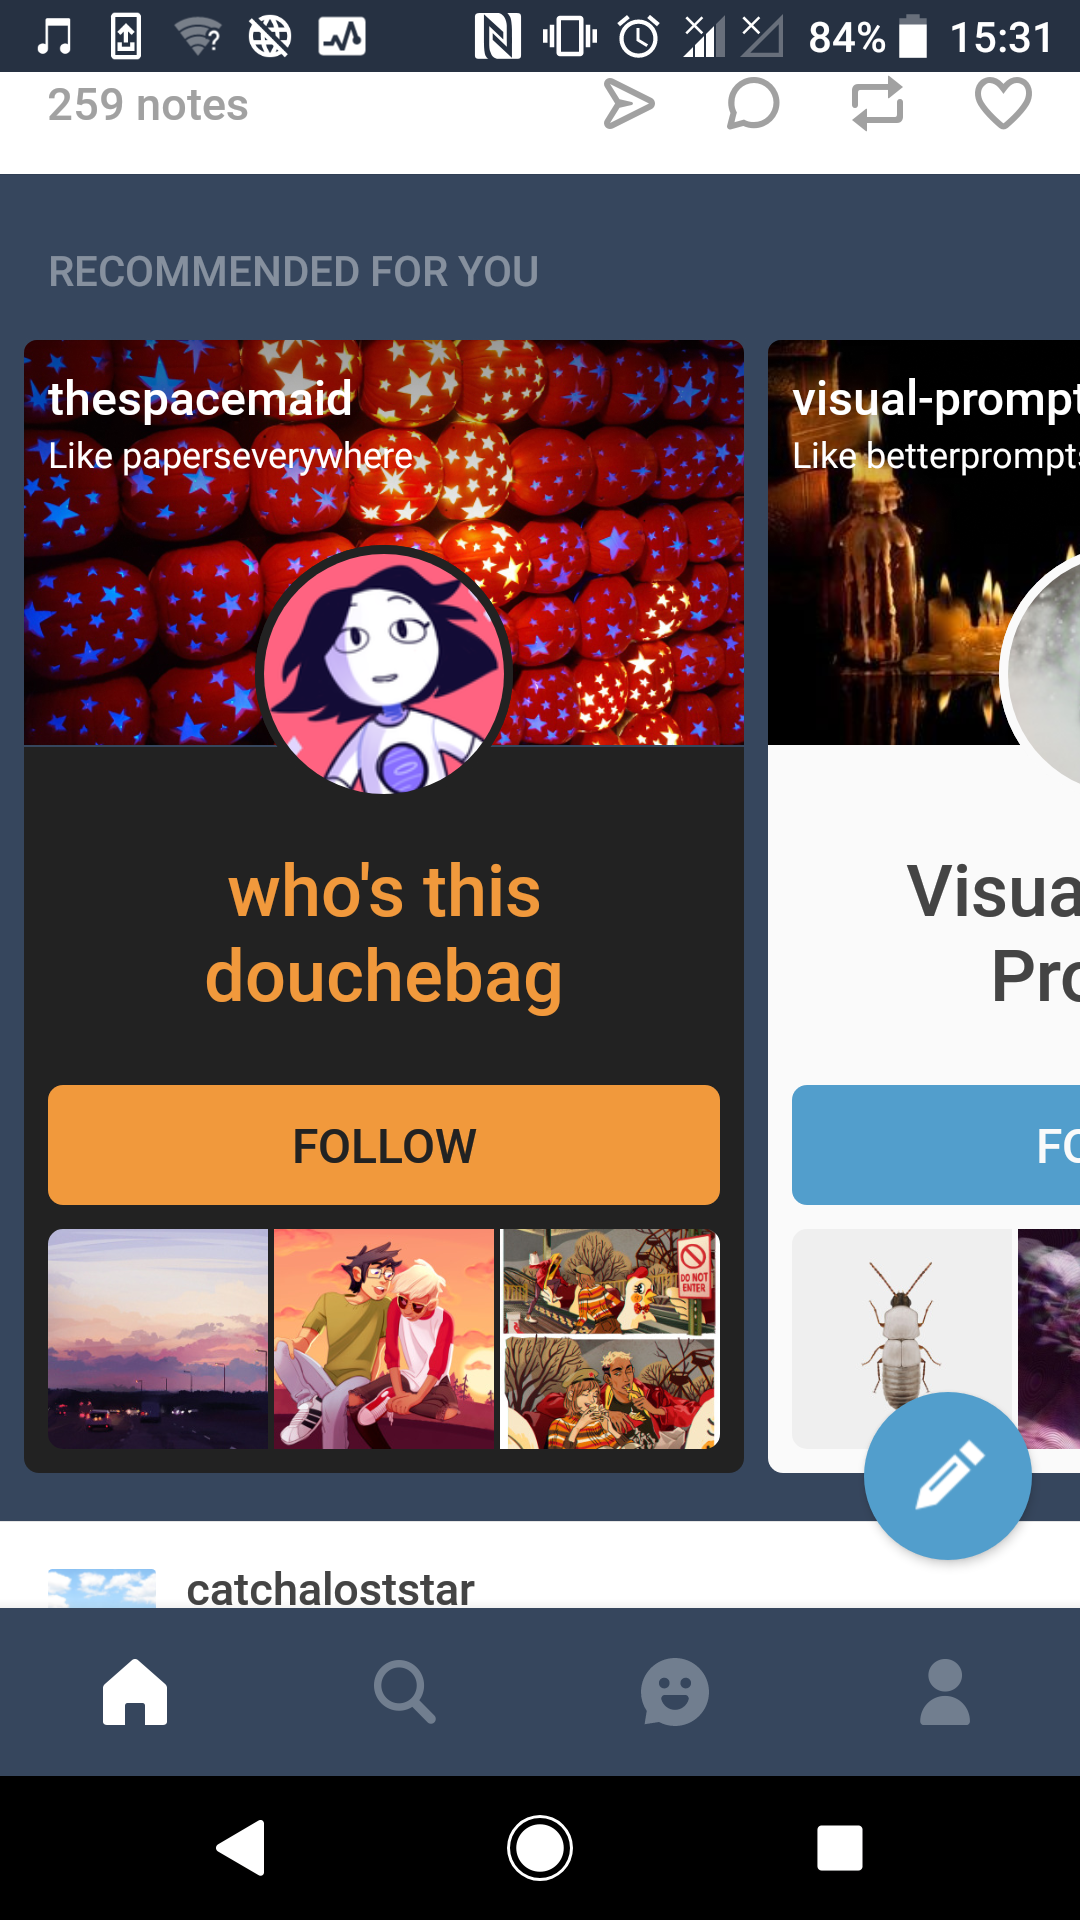 84% 15:31
259 notes
RECOMMENDED FOR YOU
thespacemaid
Like paperseverywhere
visual-prompt
Like betterprompts
who's this
douchebag
Visua
Pro
FOLLOW
FO
DO NOT
ENTER
catchaloststar